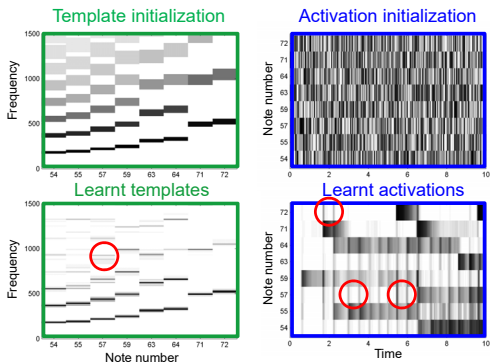 Template initialization
Activation initialization
Frequency
1500
1000
500
0
54 55 57 59 63 64 71 72
Note number
72
71
64
63
59
57
55
54
0 2 4 6 8 10
Learnt templates
Learnt activations
Frequency
1500
1000
500
0
54 55 57 59 63 64 71 72
Note number
Note number
72
71
64
63
59
57
55
54
0 2 4 6 8 10
Time